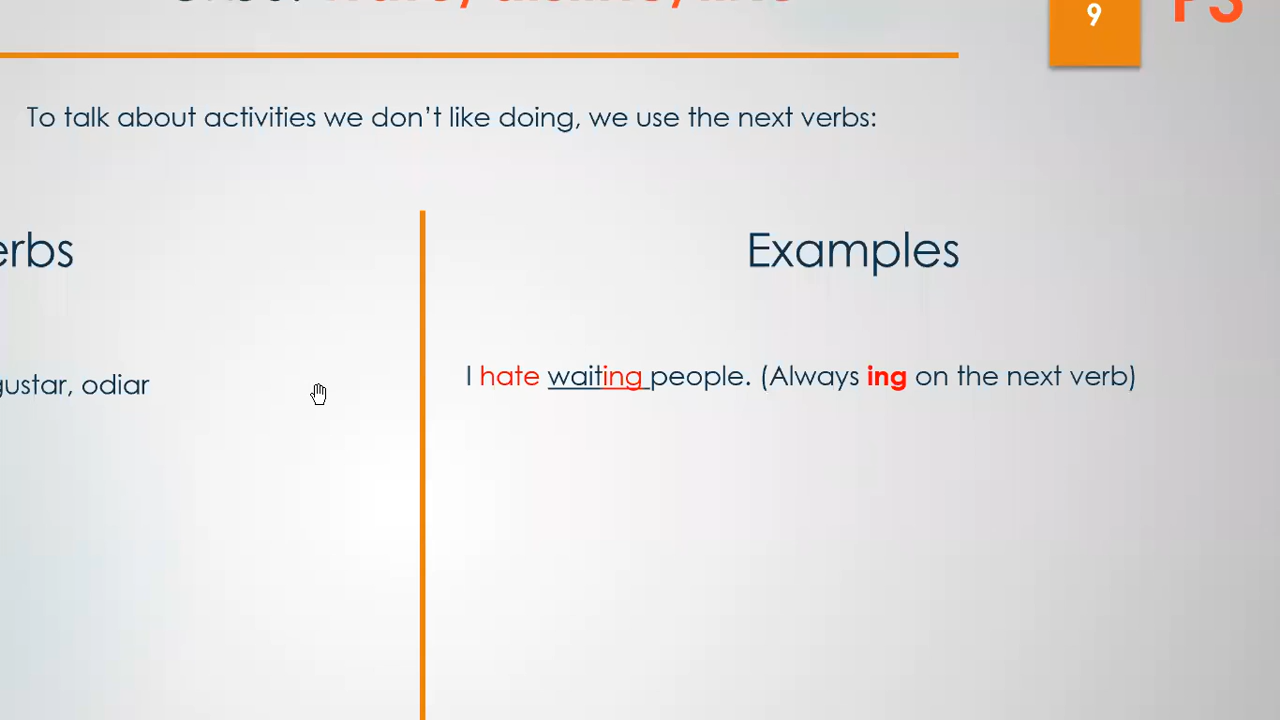 9
To talk about activities we don't like doing, we use the next verbs:
Examples
I hate waiting people. (Always ing on the next verb)
gustar, odiar